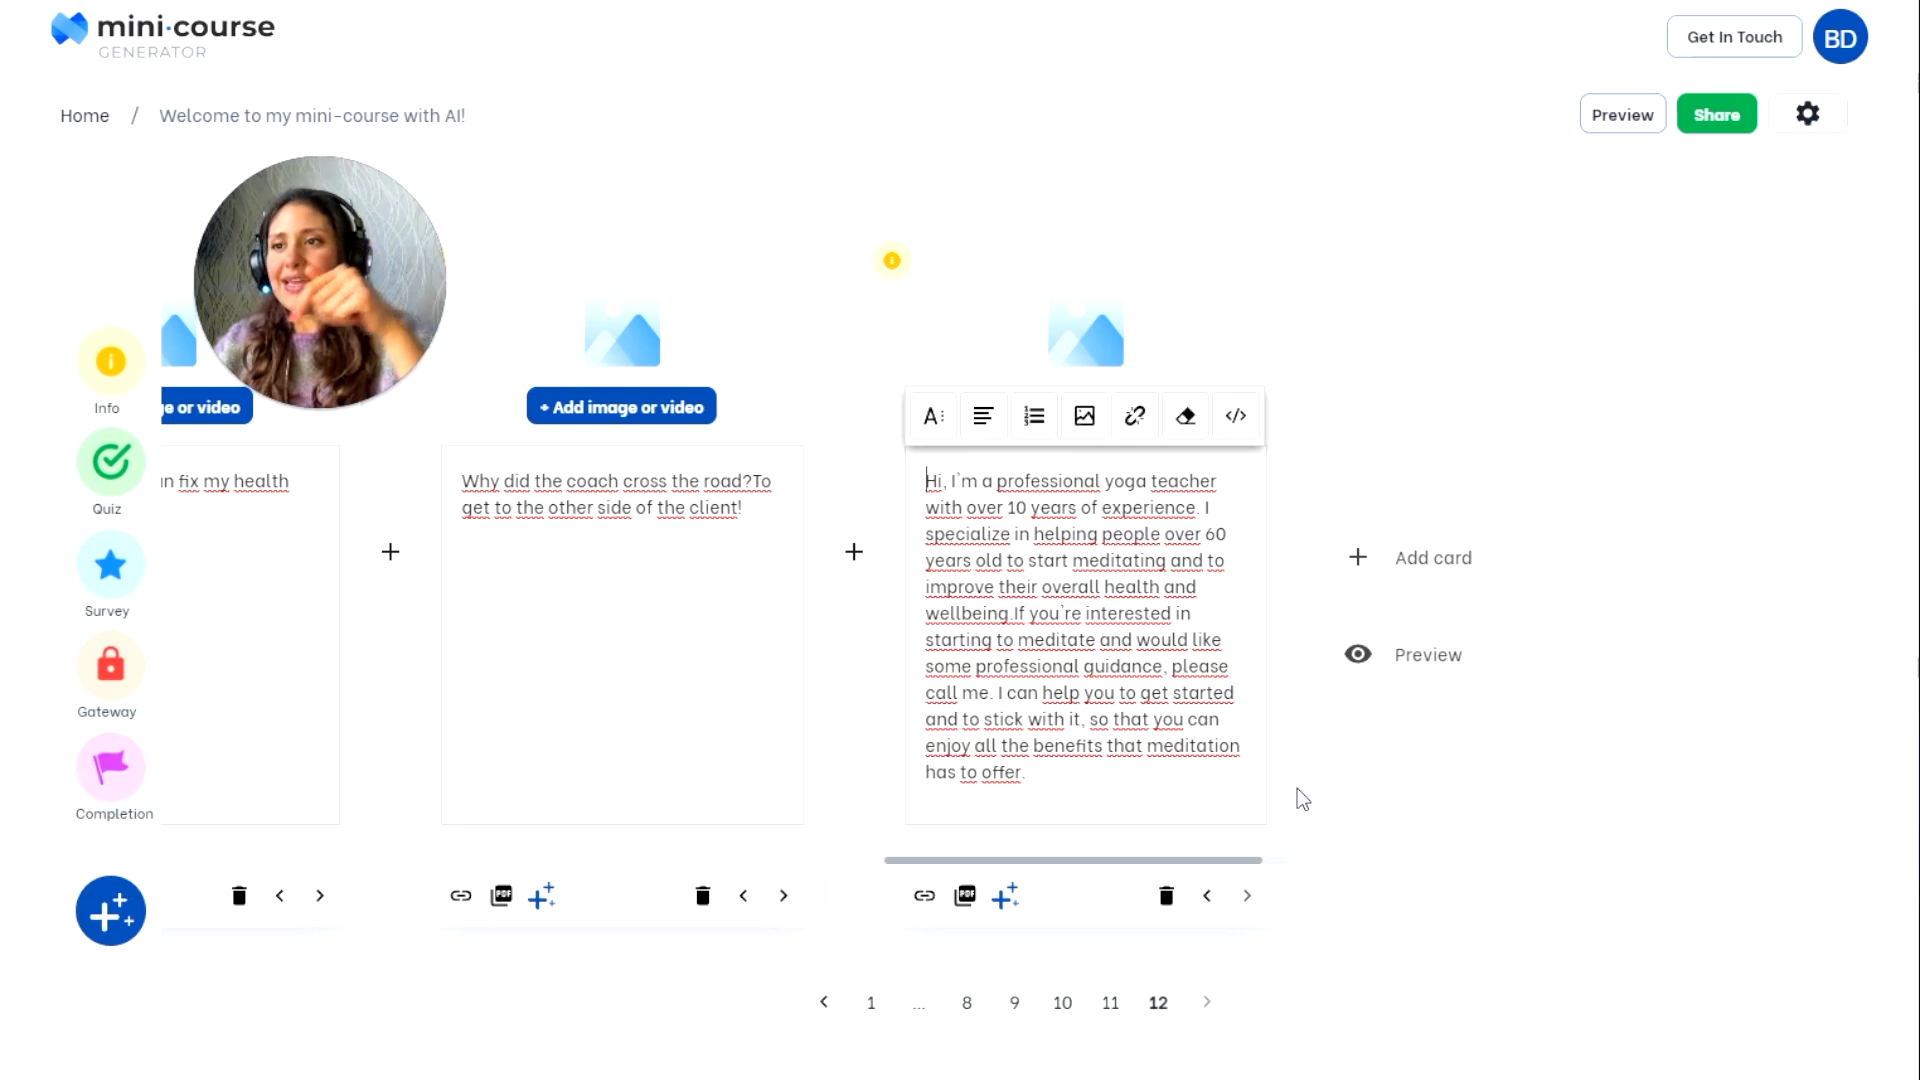 mini·course
GENERATOR
Get In Touch
BD
Home / Welcome to my mini-course with AI!
Preview
Share
Info
Quiz
Survey
Gateway
Completion
ge or video
n fix my health
+ Add image or video
Why did the coach cross the road?To
get to the other side of the client!
Hi, I'm a professional yoga teacher
with over 10 years of experience. I
specialize in helping people over 60
years old to start meditating and to
improve their overall health and
wellbeing.If you're interested in
starting to meditate and would like
some professional guidance, please
call me. I can help you to get started
and to stick with it, so that you can
enjoy all the benefits that meditation
has to offer.
+ Add card
Preview
PDF
PDF
1 ... 8 9 10 11 12